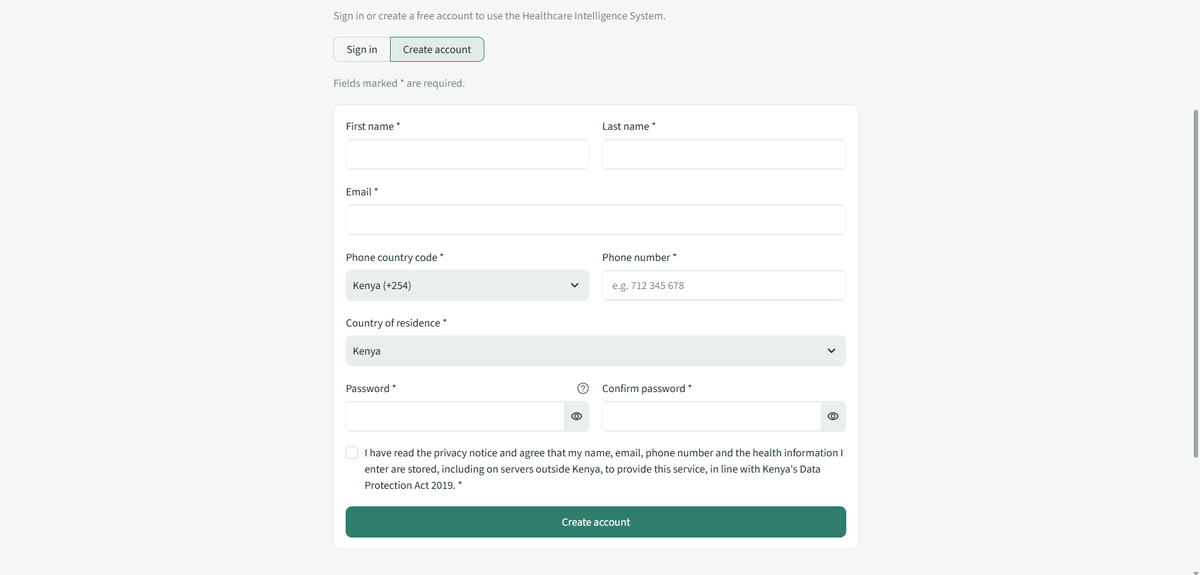 Sign in or create a free account to use the Healthcare Intelligence System.
Sign in
Create account
Fields marked * are required.
First name *
Last name *
Email *
Phone country code *
Phone number *
Kenya (+254)
e.g. 712 345 678
Country of residence *
Kenya
Password *
?
Confirm password *
I have read the privacy notice and agree that my name, email, phone number and the health information I
enter are stored, including on servers outside Kenya, to provide this service, in line with Kenya's Data
Protection Act 2019. *
Create account